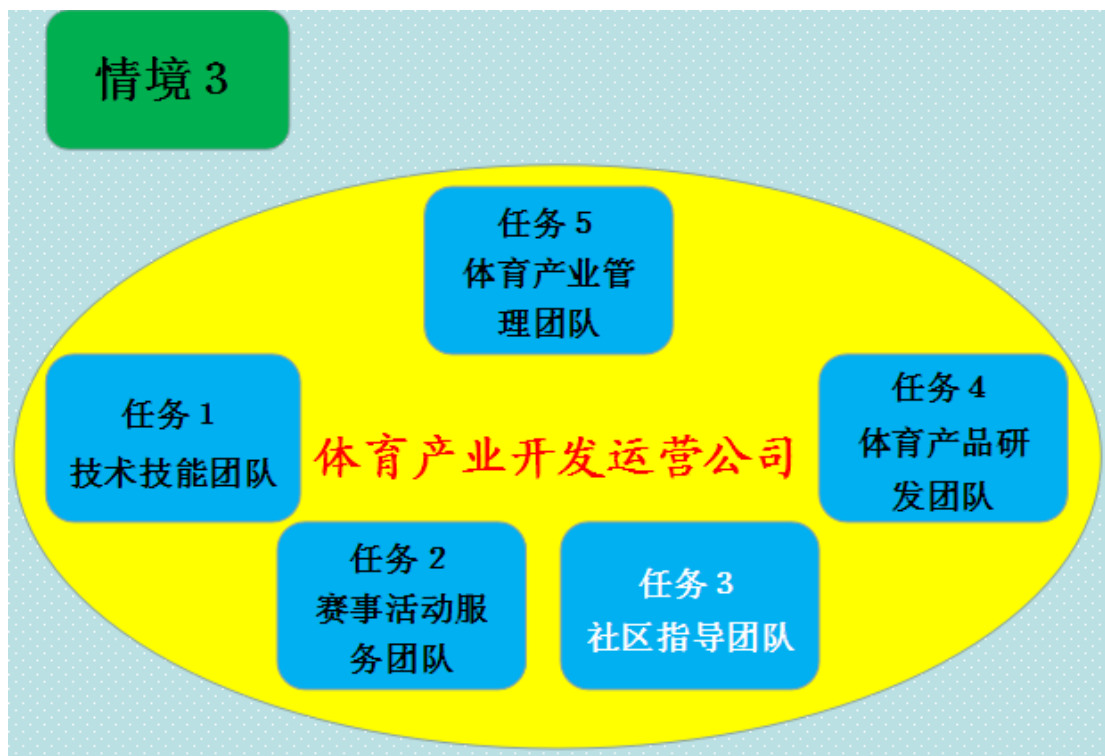 情境 3
任务 5
体育产业管
理团队
任务 1
技术技能团队
体育产业开发运营公司
任务 4
体育产品研
发团队
任务 2
赛事活动服
务团队
任务 3
社区指导团队